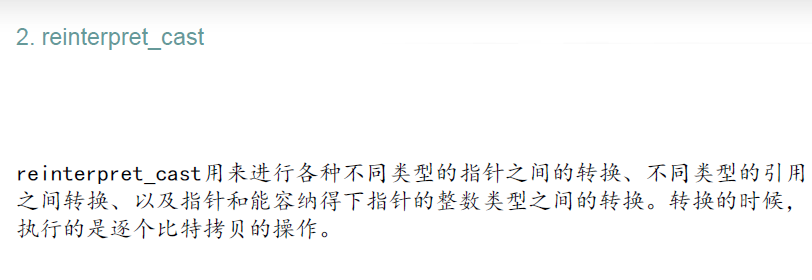 2. reinterpret_cast
reinterpret_cast用来进行各种不同类型的指针之间的转换、不同类型的引用
之间转换、以及指针和能容纳得下指针的整数类型之间的转换。转换的时候，
执行的是逐个比特拷贝的操作。